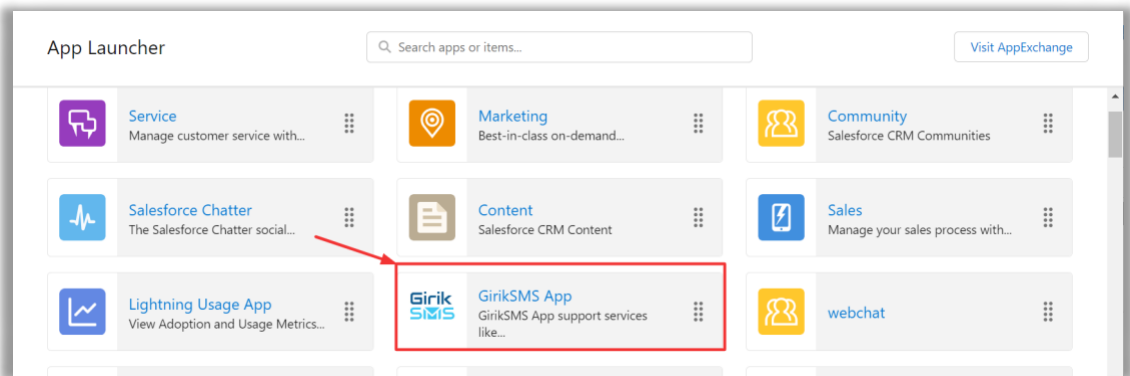 App Launcher
Search apps or items...
Visit AppExchange
Service
Manage customer service with...
Marketing
Best-in-class on-demand...
Community
Salesforce CRM Communities
Salesforce Chatter
The Salesforce Chatter social...
Content
Salesforce CRM Content
Sales
Manage your sales process with...
Lightning Usage App
View Adoption and Usage Metrics...
Girik
SMS
GirikSMS App
GirikSMS App support services
like...
webchat